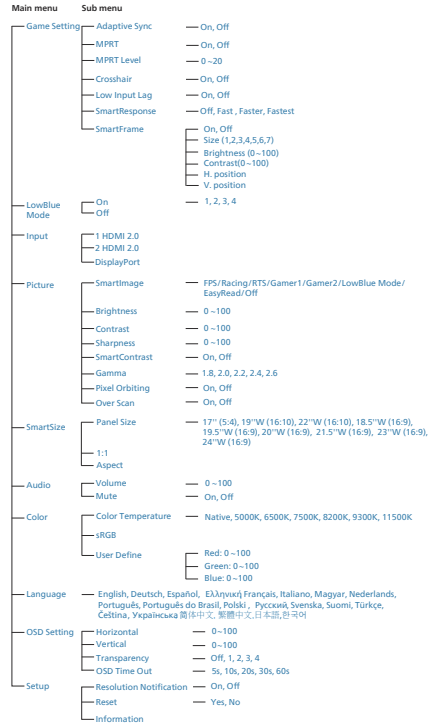 Main menu Sub menu
Game Setting Adaptive Sync On, Off
MPRT On, Off
MPRT Level 0 ~20
Crosshair On, Off
Low Input Lag On, Off
SmartResponse Off, Fast , Faster, Fastest
SmartFrame On, Off
Size (1,2,3,4,5,6,7)
Brightness (0~100)
Contrast(0~100)
H. position
V. position
LowBlue Mode On 1, 2, 3, 4
Off
Input 1 HDMI 2.0
2 HDMI 2.0
DisplayPort
Picture SmartImage FPS/Racing/RTS/Gamer1/Gamer2/LowBlue Mode/
EasyRead/Off
Brightness 0 ~100
Contrast 0 ~100
Sharpness 0 ~100
SmartContrast On, Off
Gamma 1.8, 2.0, 2.2, 2.4, 2.6
Pixel Orbiting On, Off
Over Scan On, Off
SmartSize Panel Size 17'' (5:4), 19''W (16:10), 22''W (16:10), 18.5''W (16:9),
19.5''W (16:9), 20''W (16:9), 21.5''W (16:9), 23''W (16:9),
24''W (16:9)
1:1
Aspect
Audio Volume 0 ~100
Mute On, Off
Color Color Temperature Native, 5000K, 6500K, 7500K, 8200K, 9300K, 11500K
sRGB
User Define Red: 0 ~100
Green: 0~100
Blue: 0~100
Language English, Deutsch, Español, Ελληνική Français, Italiano, Magyar, Nederlands,
Português, Português do Brasil, Polski , Русский, Svenska, Suomi, Türkçe,
Čeština, Українська 简体中文, 繁體中文,日本語,한국어
OSD Setting Horizontal 0~100
Vertical 0~100
Transparency Off, 1, 2, 3, 4
OSD Time Out 5s, 10s, 20s, 30s, 60s
Setup Resolution Notification On, Off
Reset Yes, No
Information